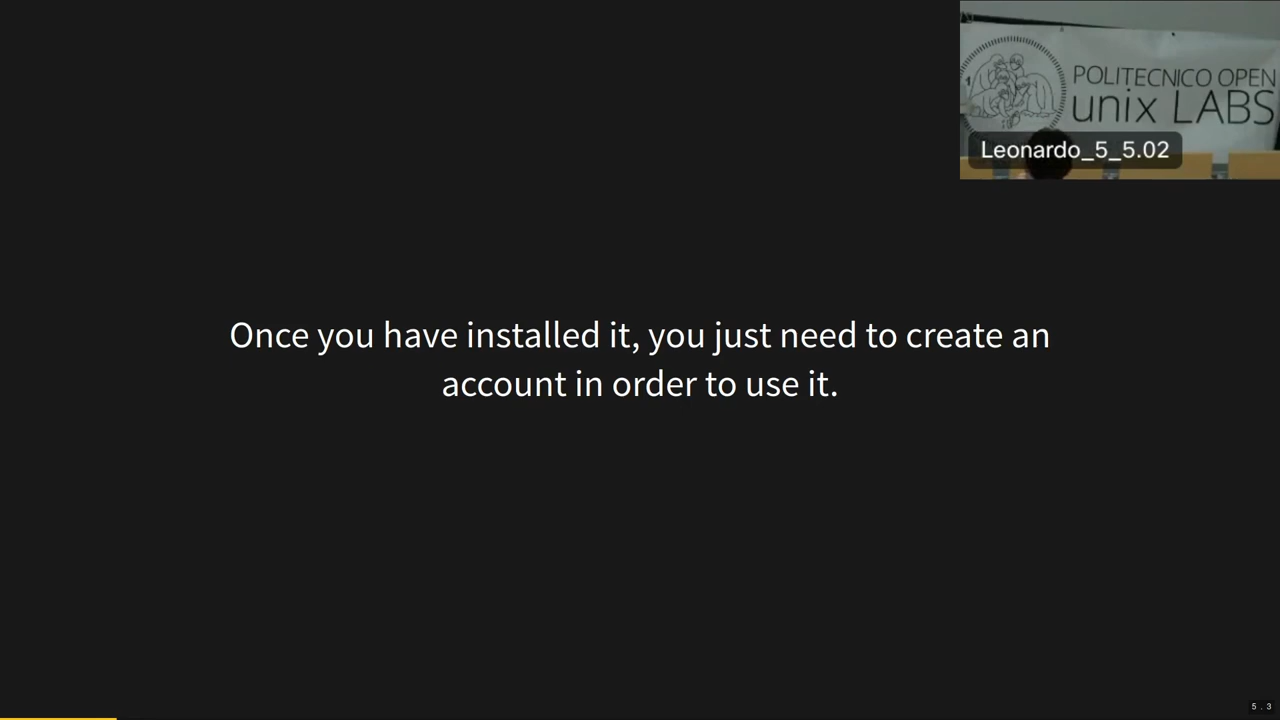 POLITECNICO OPEN
unix LABS
Leonardo_5_5.02
Once you have installed it, you just need to create an
account in order to use it.
5.3